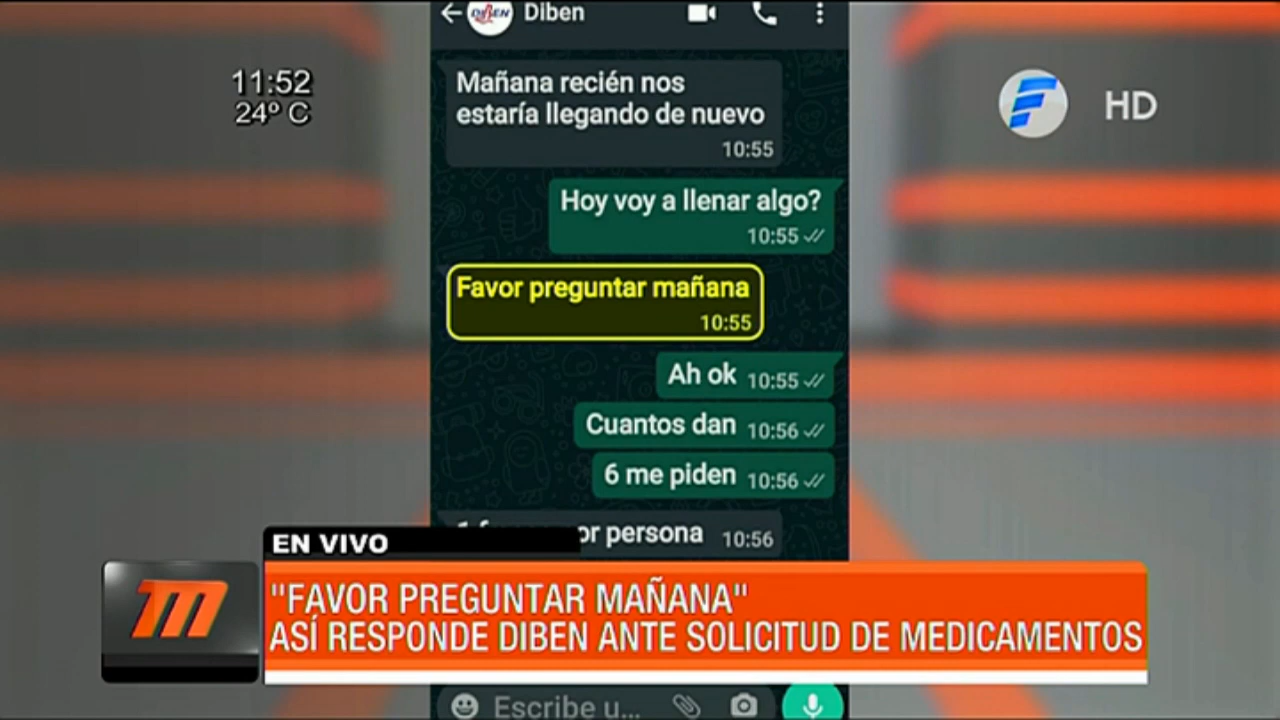 Diben
DIBEN
11:52
24º C
HD
Mañana recién nos
estaría llegando de nuevo
10:55
Hoy voy a llenar algo?
10:55
Favor preguntar mañana
10:55
Ah ok 10:55
Cuantos dan 10:56
6 me piden 10:56
or persona 10:56
EN VIVO
m
"FAVOR PREGUNTAR MAÑANA"
ASÍ RESPONDE DIBEN ANTE SOLICITUD DE MEDICAMENTOS
Escribe u...